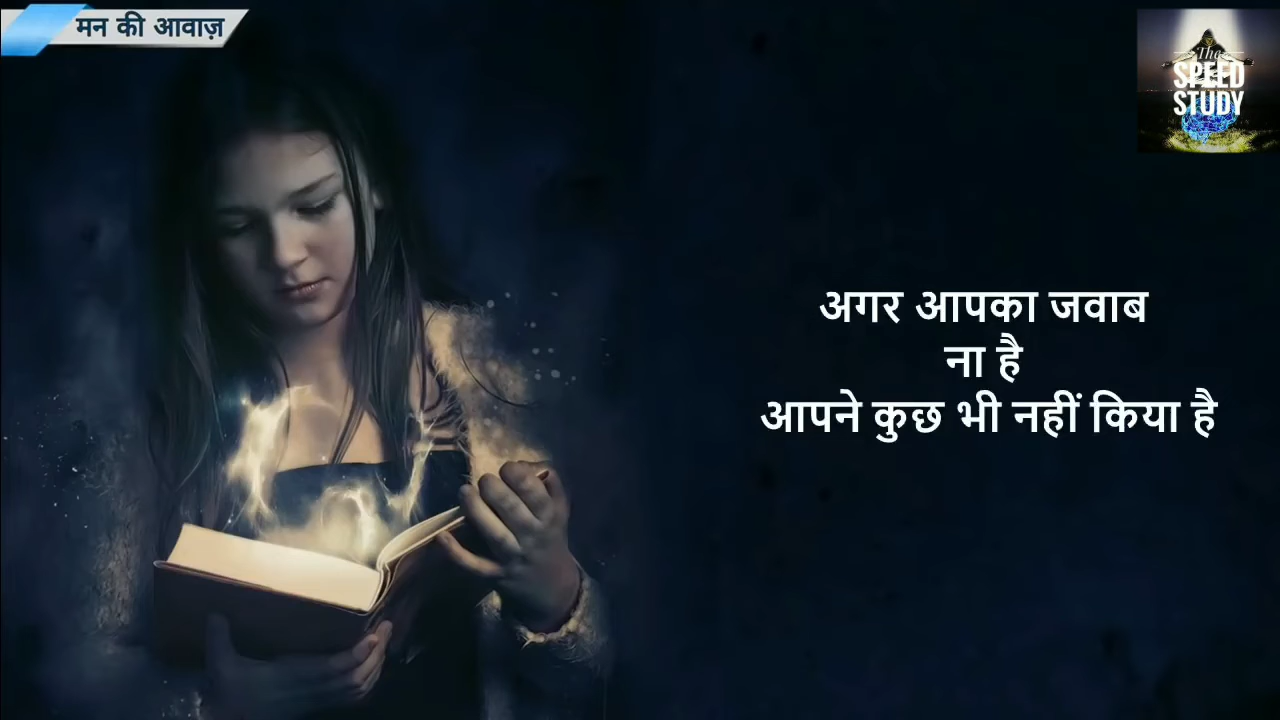 मन की आवाज़
The
SPEED
STUDY
अगर आपका जवाब
ना है
आपने कुछ भी नहीं किया है